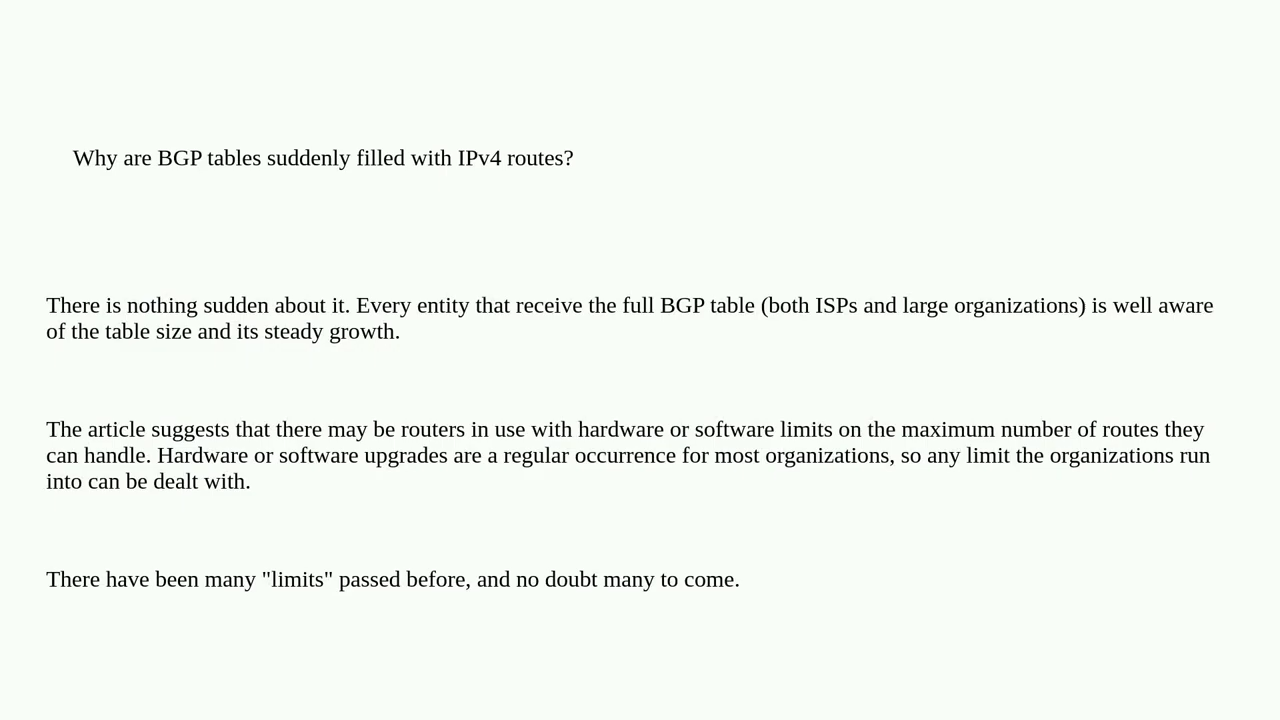 Why are BGP tables suddenly filled with IPv4 routes?
There is nothing sudden about it. Every entity that receive the full BGP table (both ISPs and large organizations) is well aware
of the table size and its steady growth.
The article suggests that there may be routers in use with hardware or software limits on the maximum number of routes they
can handle. Hardware or software upgrades are a regular occurrence for most organizations, so any limit the organizations run
into can be dealt with.
There have been many "limits" passed before, and no doubt many to come.